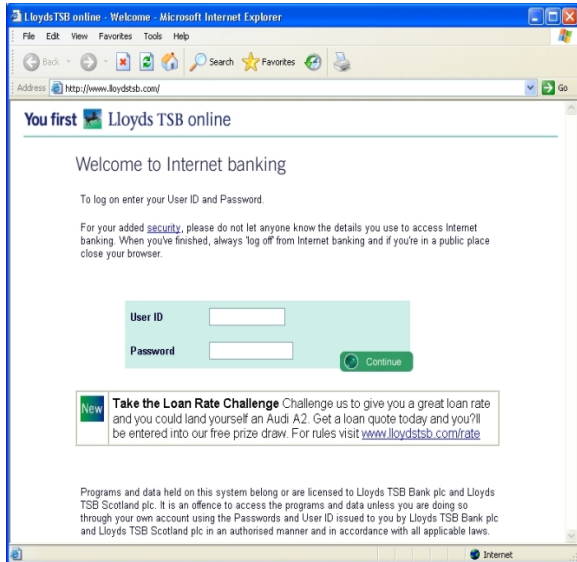 LloydsTSB online - Welcome - Microsoft Internet Explorer
File Edit View Favorites Tools Help
Back Search Favorites
Address http://www.lloydstsb.com/ Go
You first Lloyds TSB online
Welcome to Internet banking
To log on enter your User ID and Password.
For your added security, please do not let anyone know the details you use to access Internet
banking. When you've finished, always 'log off' from Internet banking and if you're in a public place
close your browser.
User ID
Password
Continue
New Take the Loan Rate Challenge Challenge us to give you a great loan rate
and you could land yourself an Audi A2. Get a loan quote today and you?ll
be entered into our free prize draw. For rules visit www.lloydstsb.com/rate
Programs and data held on this system belong or are licensed to Lloyds TSB Bank plc and Lloyds
TSB Scotland plc. It is an offence to access the programs and data unless you are doing so
through your own account using the Passwords and User ID issued to you by Lloyds TSB Bank plc
and Lloyds TSB Scotland plc in an authorised manner and in accordance with all applicable laws.
Internet